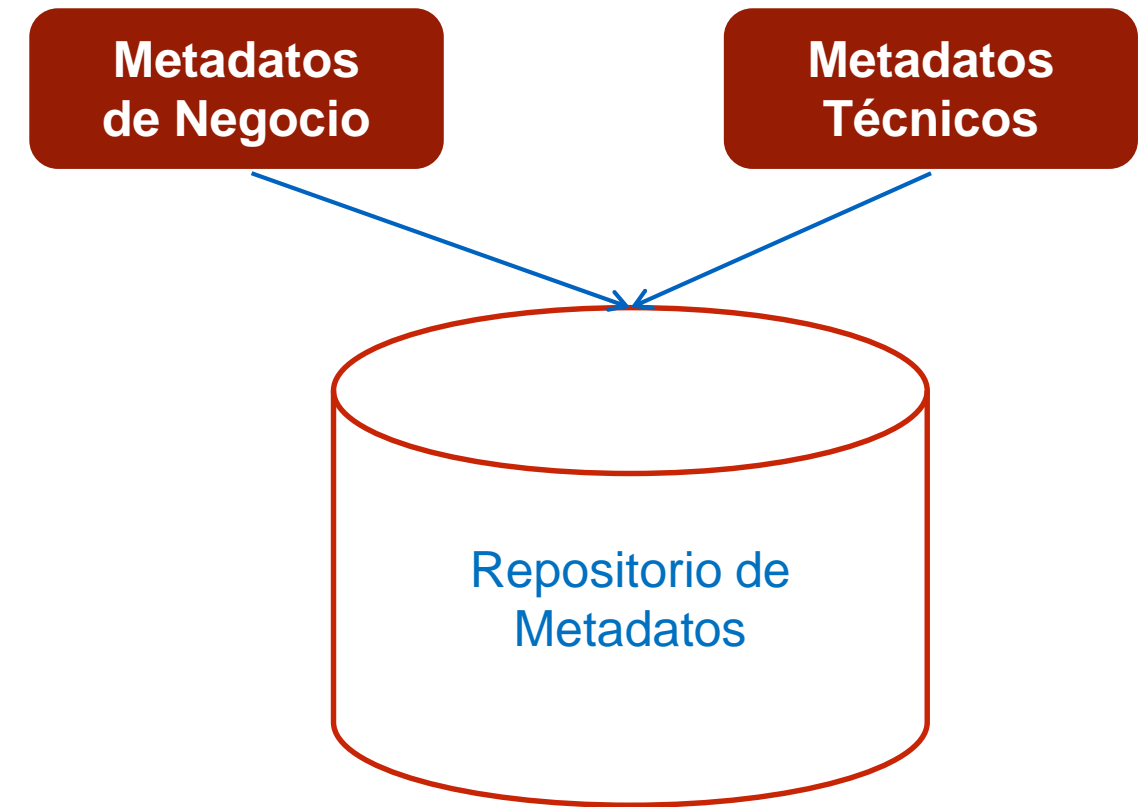 Metadatos
de Negocio
Metadatos
Técnicos
Repositorio de
Metadatos